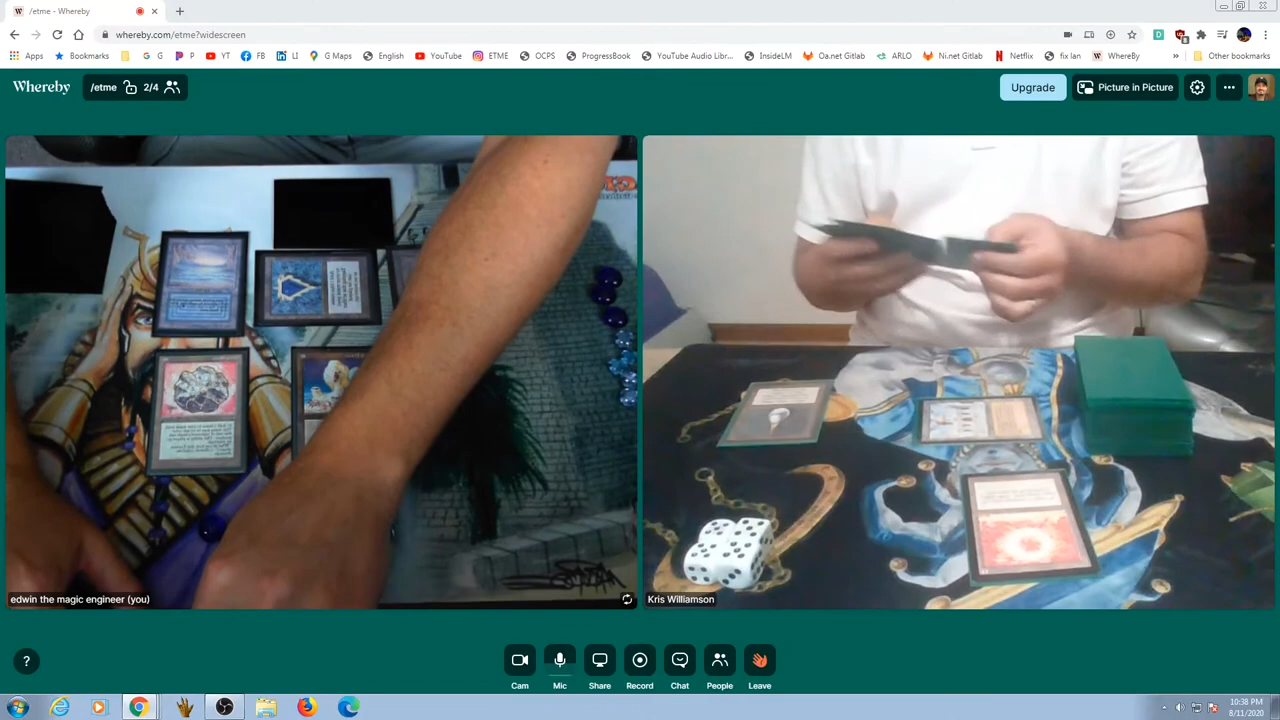 /etme - Whereby
whereby.com/etme?widescreen
Apps Bookmarks G G P YT FB LI G Maps English YouTube ETME OCPS ProgressBook YouTube Audio Libr... InsideLM Oa.net Gitlab ARLO Ni.net Gitlab Netflix fix lan WhereBy » Other bookmarks
Whereby /etme 2/4 Upgrade Picture in Picture
edwin the magic engineer (you)
Kris Williamson
? Cam Mic Share Record Chat People Leave
10:38 PM
8/11/2020